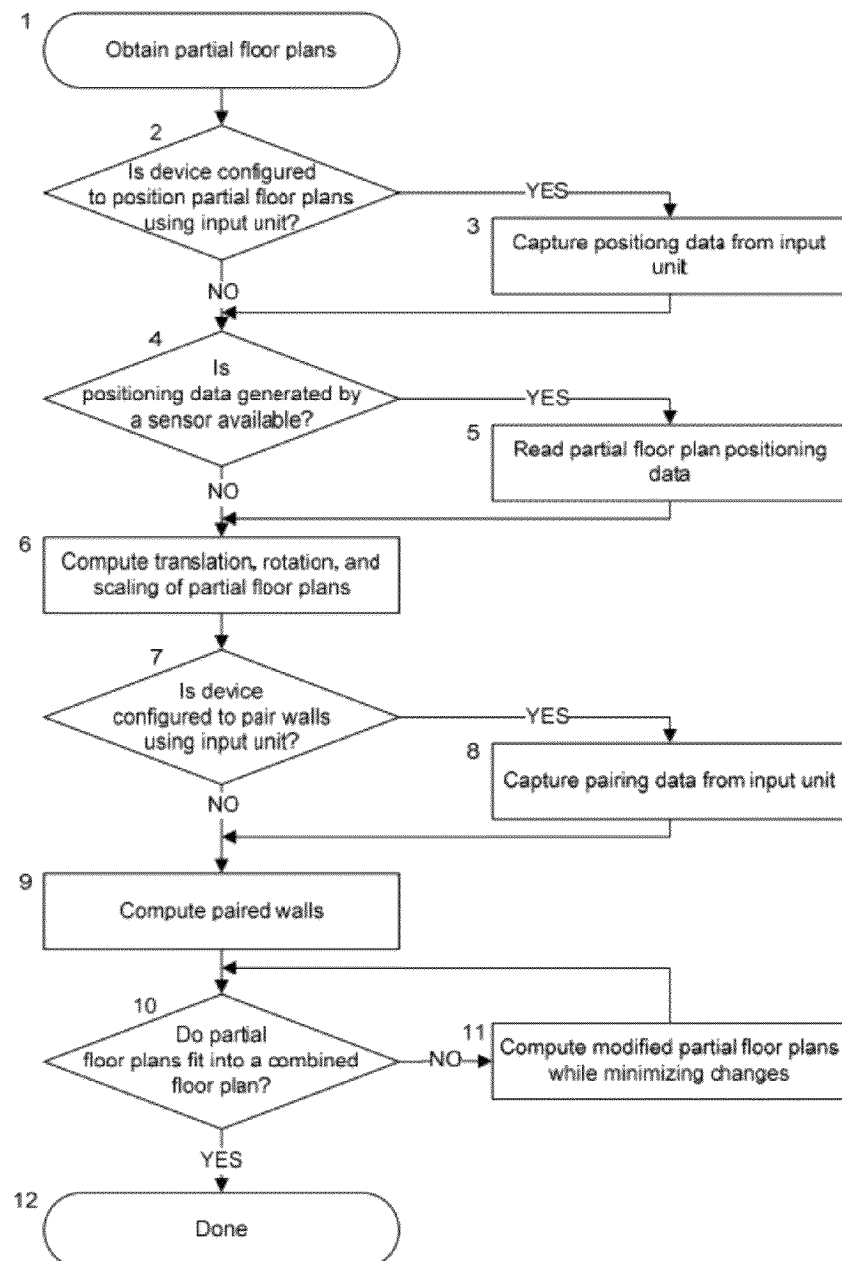 1
Obtain partial floor plans
2
Is device configured
to position partial floor plans
using input unit?
YES
3
Capture positiong data from input
unit
NO
4
Is
positioning data generated by
a sensor available?
YES
5
Read partial floor plan positioning
data
NO
6
Compute translation, rotation, and
scaling of partial floor plans
7
Is device
configured to pair walls
using input unit?
YES
8
Capture pairing data from input unit
NO
9
Compute paired walls
10
Do partial
floor plans fit into a combined
floor plan?
NO
11
Compute modified partial floor plans
while minimizing changes
YES
12
Done